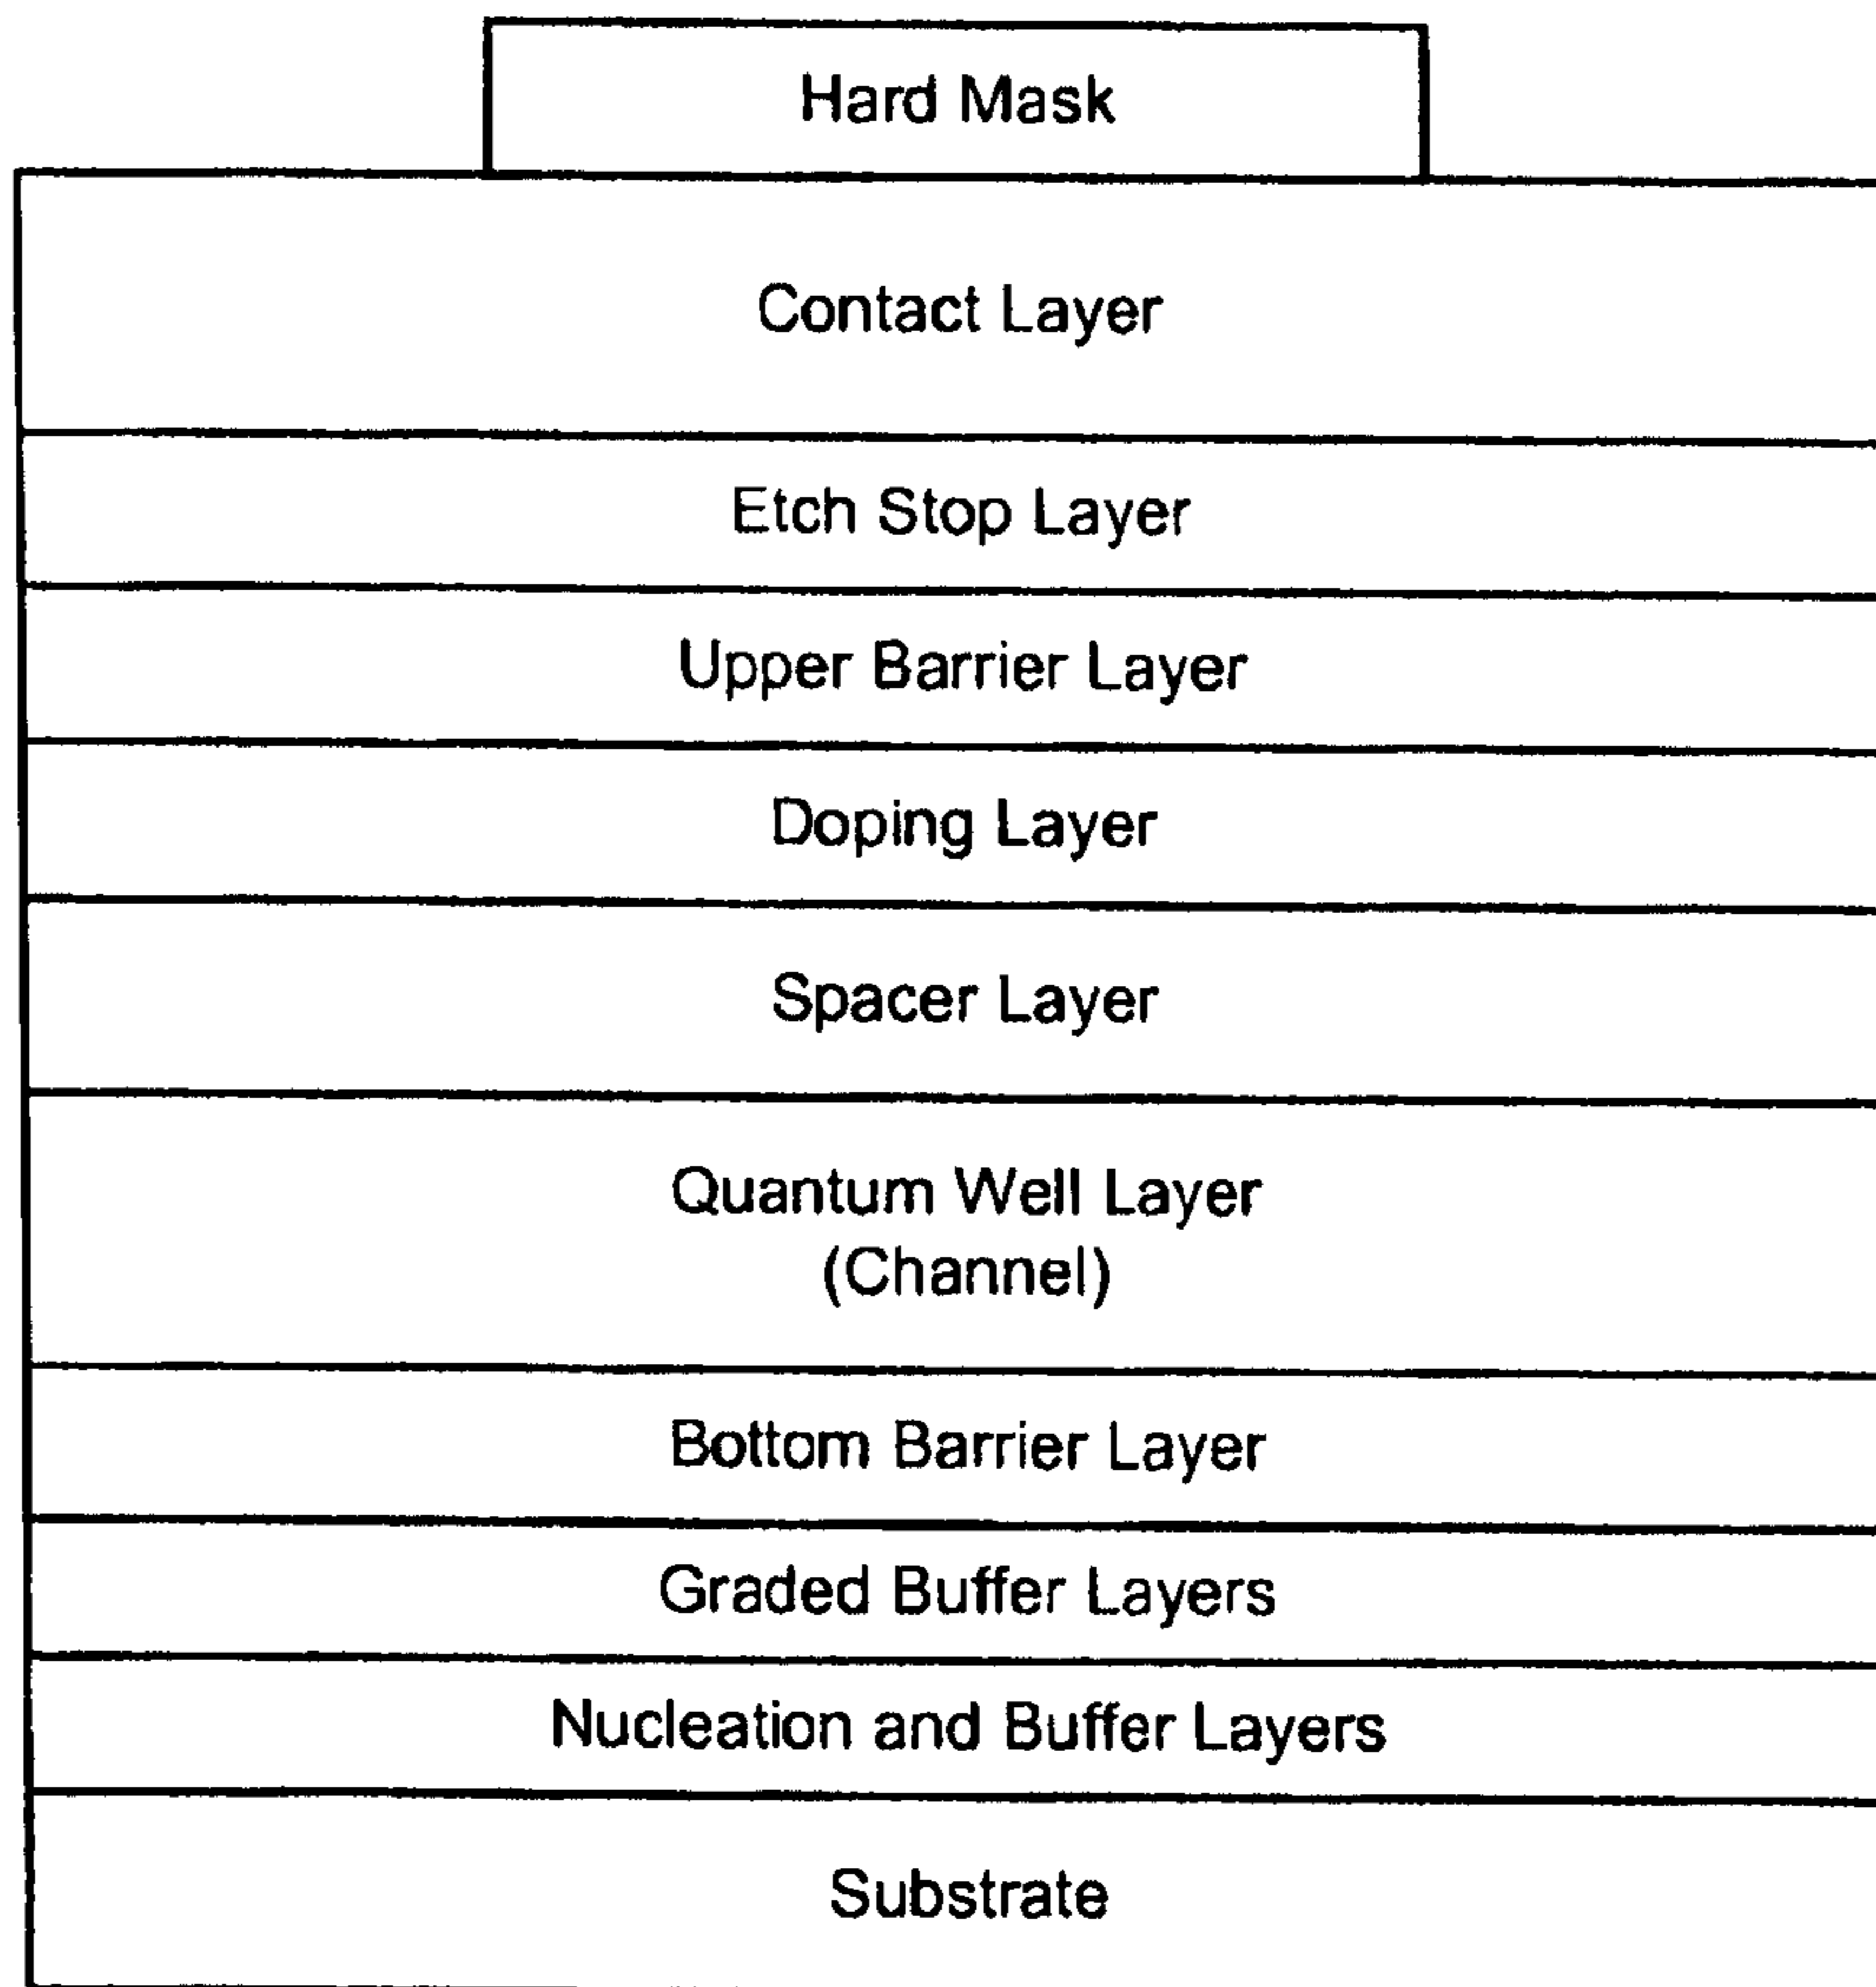 Hard Mask
Contact Layer
Etch Stop Layer
Upper Barrier Layer
Doping Layer
Spacer Layer
Quantum Well Layer
(Channel)
Bottom Barrier Layer
Graded Buffer Layers
Nucleation and Buffer Layers
Substrate